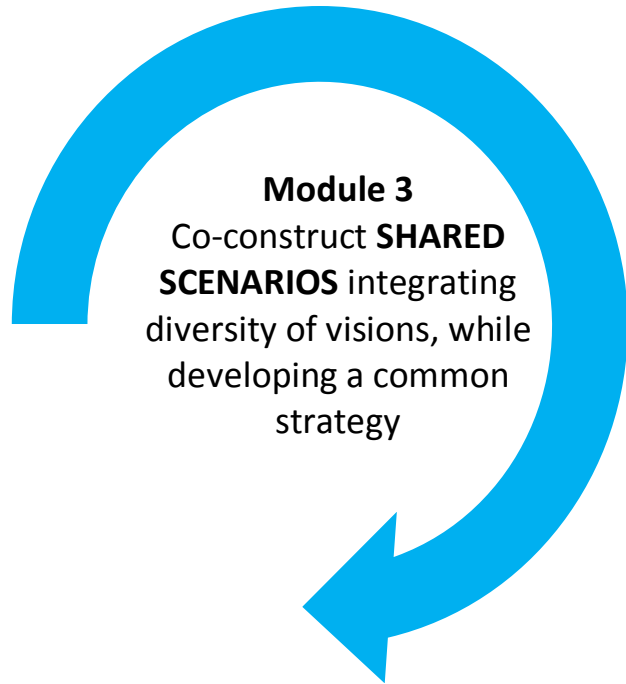 Module 3
Co-construct SHARED
SCENARIOS integrating
diversity of visions, while
developing a common
strategy